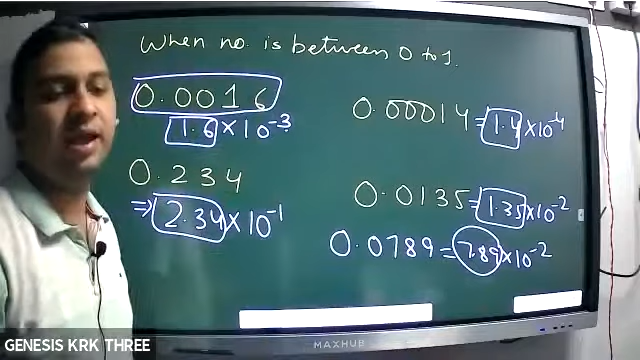 When no. is between 0 to 1.
0.0016
1.6 × 10⁻³
0.234
⇒ 2.34 × 10⁻¹
0.00014 = 1.4 × 10⁻⁴
0.0135 = 1.35 × 10⁻²
0.0789 = 7.89 × 10⁻²
MAXHUB
GENESIS KRK THREE